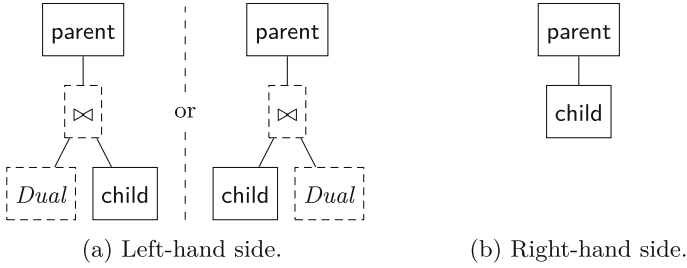 parent
⋈
Dual
child
or
parent
⋈
child
Dual
(a) Left-hand side.
parent
child
(b) Right-hand side.